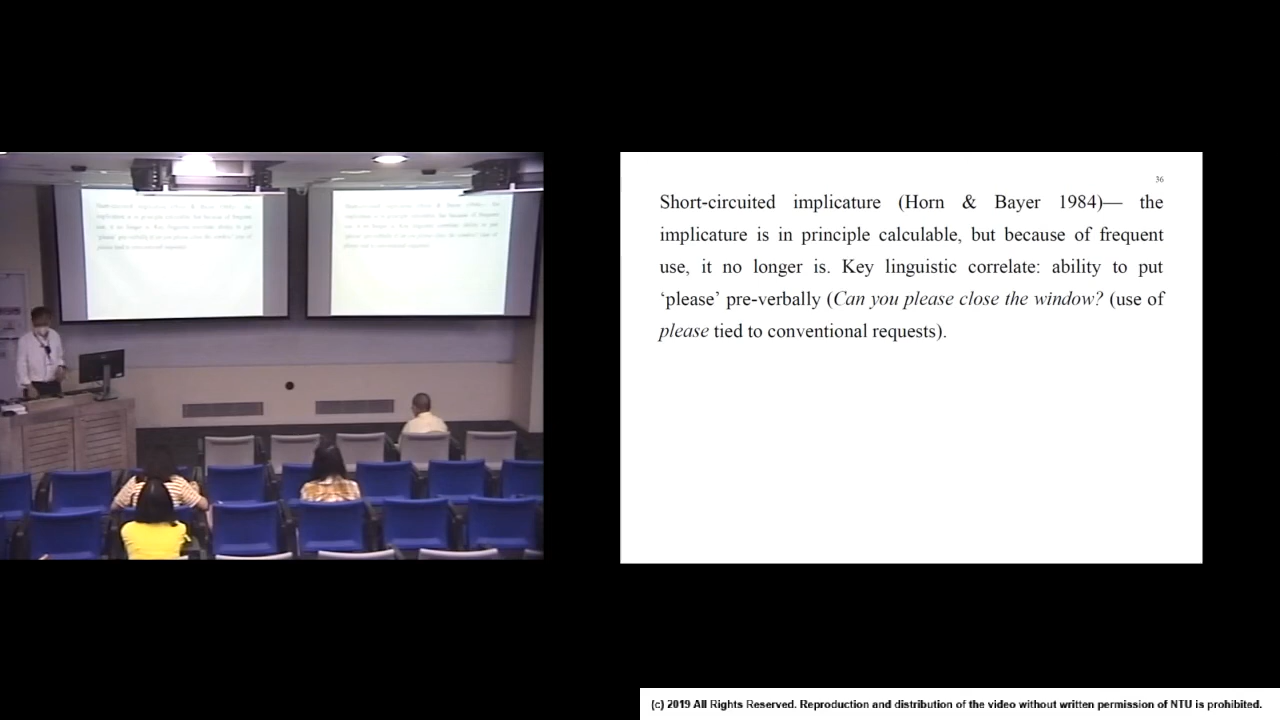 36
Short-circuited implicature (Horn & Bayer 1984)— the
implicature is in principle calculable, but because of frequent
use, it no longer is. Key linguistic correlate: ability to put
‘please’ pre-verbally (Can you please close the window? (use of
please tied to conventional requests).
(c) 2019 All Rights Reserved. Reproduction and distribution of the video without written permission of NTU is prohibited.